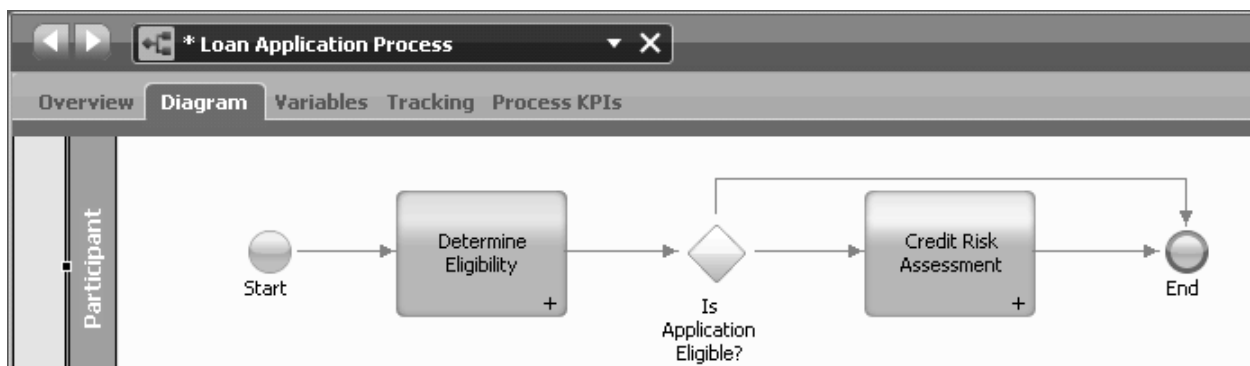 * Loan Application Process
Overview Diagram Variables Tracking Process KPIs
Participant
Start
Determine
Eligibility
+
Is
Application
Eligible?
Credit Risk
Assessment
+
End